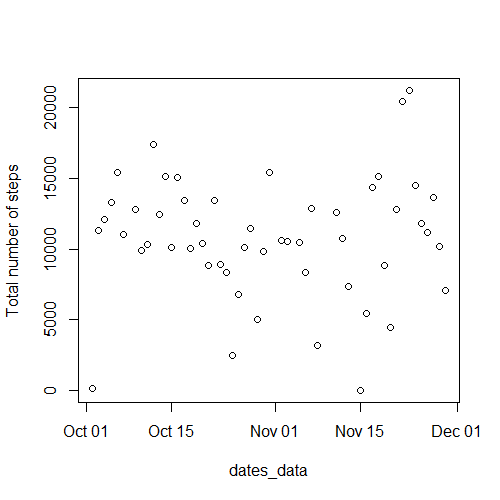 Total number of steps
20000
15000
10000
5000
0
Oct 01 Oct 15 Nov 01 Nov 15 Dec 01
dates_data